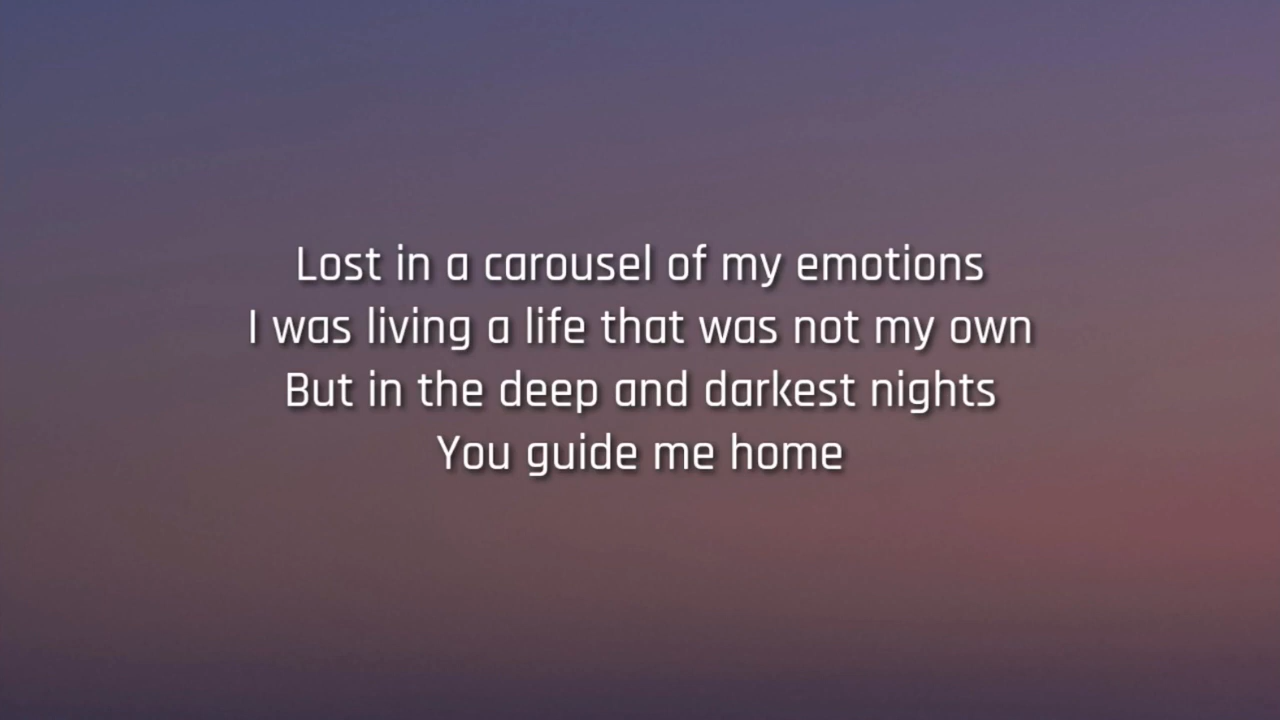 Lost in a carousel of my emotions
I was living a life that was not my own
But in the deep and darkest nights
You guide me home